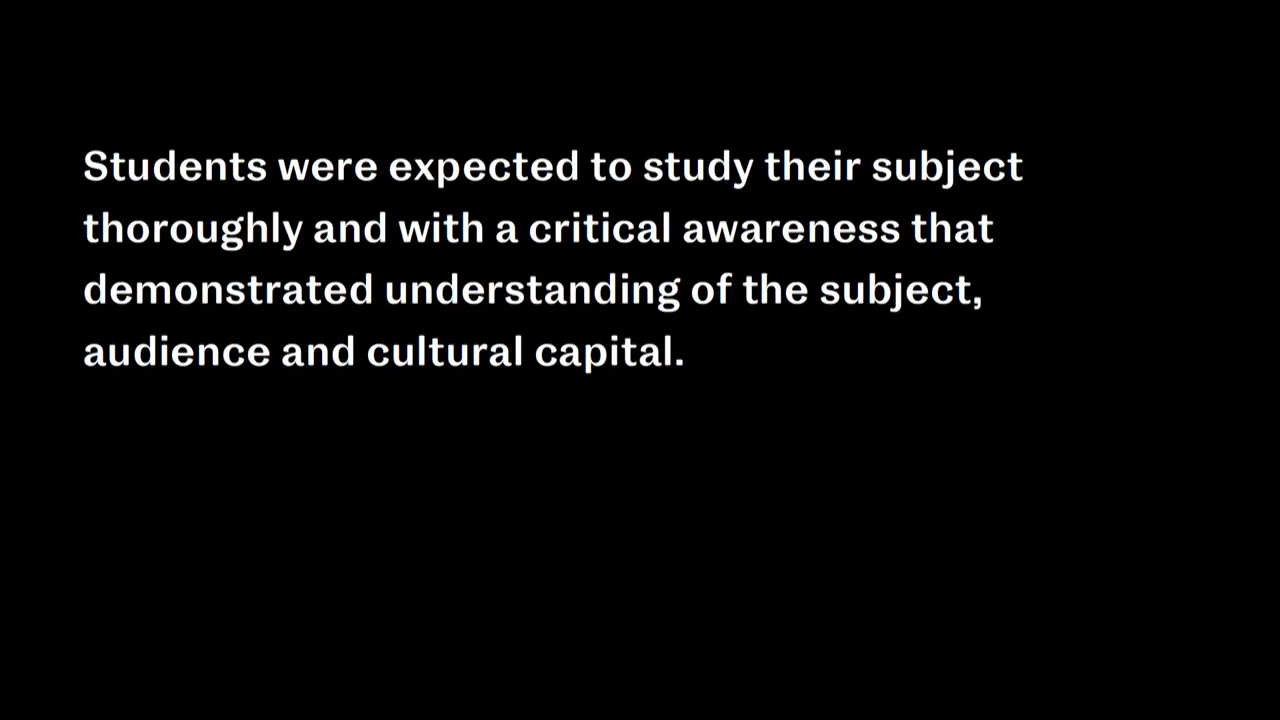 Students were expected to study their subject
thoroughly and with a critical awareness that
demonstrated understanding of the subject,
audience and cultural capital.